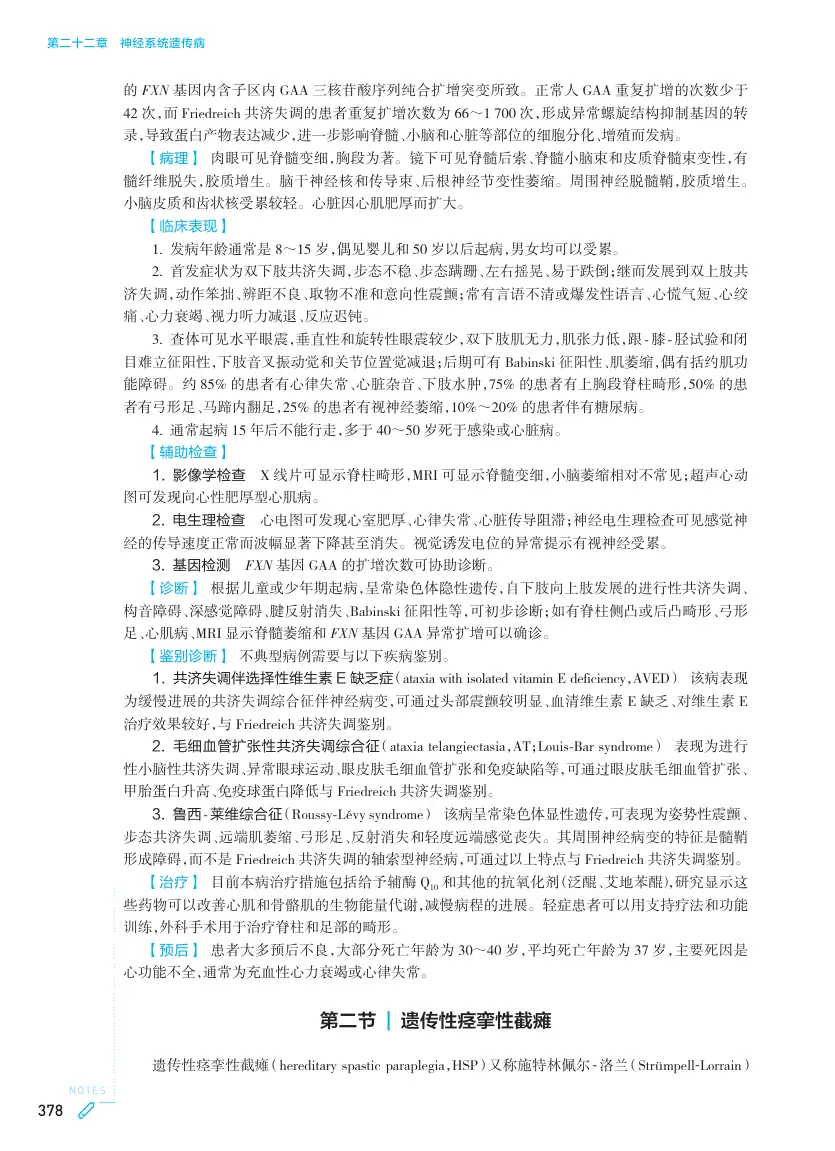 第二十二章 神经系统遗传病
的 FXN 基因内含子区内 GAA 三核苷酸序列纯合扩增突变所致。正常人 GAA 重复扩增的次数少于
42 次,而 Friedreich 共济失调的患者重复扩增次数为 66～1 700 次,形成异常螺旋结构抑制基因的转
录,导致蛋白产物表达减少,进一步影响脊髓、小脑和心脏等部位的细胞分化、增殖而发病。
【病理】 肉眼可见脊髓变细,胸段为著。镜下可见脊髓后索、脊髓小脑束和皮质脊髓束变性,有
髓纤维脱失,胶质增生。脑干神经核和传导束、后根神经节变性萎缩。周围神经脱髓鞘,胶质增生。
小脑皮质和齿状核受累较轻。心脏因心肌肥厚而扩大。
【临床表现】
1. 发病年龄通常是 8～15 岁,偶见婴儿和 50 岁以后起病,男女均可以受累。
2. 首发症状为双下肢共济失调,步态不稳、步态蹒跚、左右摇晃、易于跌倒;继而发展到双上肢共
济失调,动作笨拙、辨距不良、取物不准和意向性震颤;常有言语不清或爆发性语言、心慌气短、心绞
痛、心力衰竭、视力听力减退、反应迟钝。
3. 查体可见水平眼震,垂直性和旋转性眼震较少,双下肢肌无力,肌张力低,跟-膝-胫试验和闭
目难立征阳性,下肢音叉振动觉和关节位置觉减退;后期可有 Babinski 征阳性、肌萎缩,偶有括约肌功
能障碍。约 85% 的患者有心律失常、心脏杂音、下肢水肿,75% 的患者有上胸段脊柱畸形,50% 的患
者有弓形足、马蹄内翻足,25% 的患者有视神经萎缩,10%～20% 的患者伴有糖尿病。
4. 通常起病 15 年后不能行走,多于 40～50 岁死于感染或心脏病。
【辅助检查】
1. 影像学检查 X 线片可显示脊柱畸形,MRI 可显示脊髓变细,小脑萎缩相对不常见;超声心动
图可发现向心性肥厚型心肌病。
2. 电生理检查 心电图可发现心室肥厚、心律失常、心脏传导阻滞;神经电生理检查可见感觉神
经的传导速度正常而波幅显著下降甚至消失。视觉诱发电位的异常提示有视神经受累。
3. 基因检测 FXN 基因 GAA 的扩增次数可协助诊断。
【诊断】 根据儿童或少年期起病,呈常染色体隐性遗传,自下肢向上肢发展的进行性共济失调、
构音障碍、深感觉障碍、腱反射消失、Babinski 征阳性等,可初步诊断;如有脊柱侧凸或后凸畸形、弓形
足、心肌病、MRI 显示脊髓萎缩和 FXN 基因 GAA 异常扩增可以确诊。
【鉴别诊断】 不典型病例需要与以下疾病鉴别。
1. 共济失调伴选择性维生素 E 缺乏症(ataxia with isolated vitamin E deficiency,AVED) 该病表现
为缓慢进展的共济失调综合征伴神经病变,可通过头部震颤较明显、血清维生素 E 缺乏、对维生素 E
治疗效果较好,与 Friedreich 共济失调鉴别。
2. 毛细血管扩张性共济失调综合征(ataxia telangiectasia,AT;Louis-Bar syndrome) 表现为进行
性小脑性共济失调、异常眼球运动、眼皮肤毛细血管扩张和免疫缺陷等,可通过眼皮肤毛细血管扩张、
甲胎蛋白升高、免疫球蛋白降低与 Friedreich 共济失调鉴别。
3. 鲁西-莱维综合征(Roussy-Lévy syndrome) 该病呈常染色体显性遗传,可表现为姿势性震颤、
步态共济失调、远端肌萎缩、弓形足、反射消失和轻度远端感觉丧失。其周围神经病变的特征是髓鞘
形成障碍,而不是 Friedreich 共济失调的轴索型神经病,可通过以上特点与 Friedreich 共济失调鉴别。
【治疗】 目前本病治疗措施包括给予辅酶 Q₁₀ 和其他的抗氧化剂(泛醌、艾地苯醌),研究显示这
些药物可以改善心肌和骨骼肌的生物能量代谢,减慢病程的进展。轻症患者可以用支持疗法和功能
训练,外科手术用于治疗脊柱和足部的畸形。
【预后】 患者大多预后不良,大部分死亡年龄为 30～40 岁,平均死亡年龄为 37 岁,主要死因是
心功能不全,通常为充血性心力衰竭或心律失常。
第二节 | 遗传性痉挛性截瘫
遗传性痉挛性截瘫(hereditary spastic paraplegia,HSP)又称施特林佩尔-洛兰(Strümpell-Lorrain)
NOTES
378